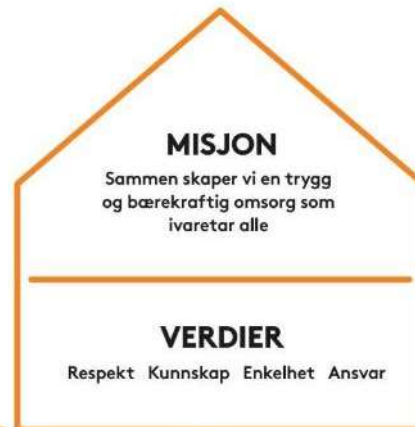 MISJON
Sammen skaper vi en trygg
og bærekraftig omsorg som
ivaretar alle
VERDIER
Respekt Kunnskap Enkelhet Ansvar